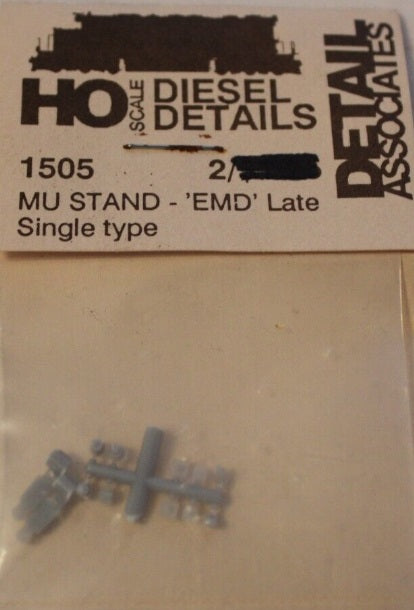 HO SCALE DIESEL
DETAILS
DETAIL
ASSOCIATES
1505 2/
MU STAND - 'EMD' Late
Single type